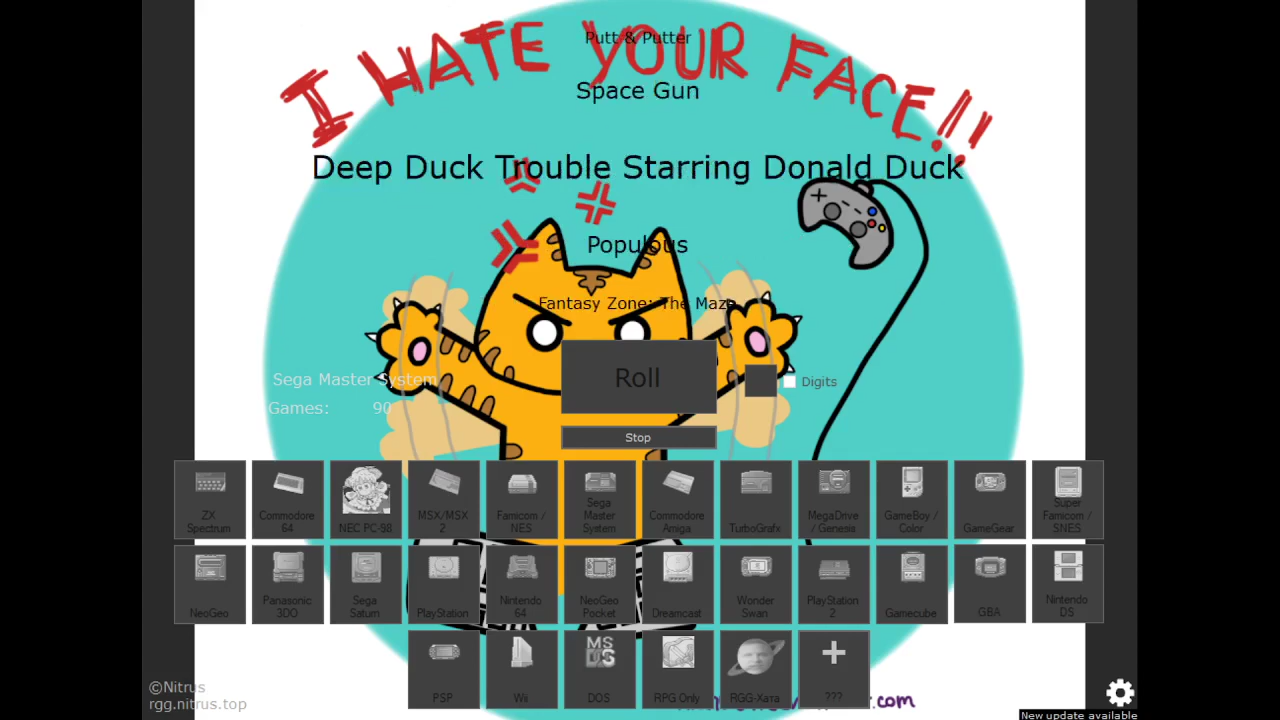 I HATE YOUR FACE!!
Putt & Putter
Space Gun
Deep Duck Trouble Starring Donald Duck
Populous
Fantasy Zone: The Maze
Sega Master System
Games: 90
Roll
Digits
Stop
ZX Spectrum
Commodore 64
NEC PC-98
MSX/MSX 2
Famicom / NES
Sega Master System
Commodore Amiga
TurboGrafx
MegaDrive / Genesis
GameBoy / Color
GameGear
Super Famicom / SNES
NeoGeo
Panasonic 3DO
Sega Saturn
PlayStation
Nintendo 64
NeoGeo Pocket
Dreamcast
Wonder Swan
PlayStation 2
Gamecube
GBA
Nintendo DS
PSP
Wii
MS DOS
DOS
RPG Only
RGG-Хата
???
©Nitrus
rgg.nitrus.top
.com
New update available